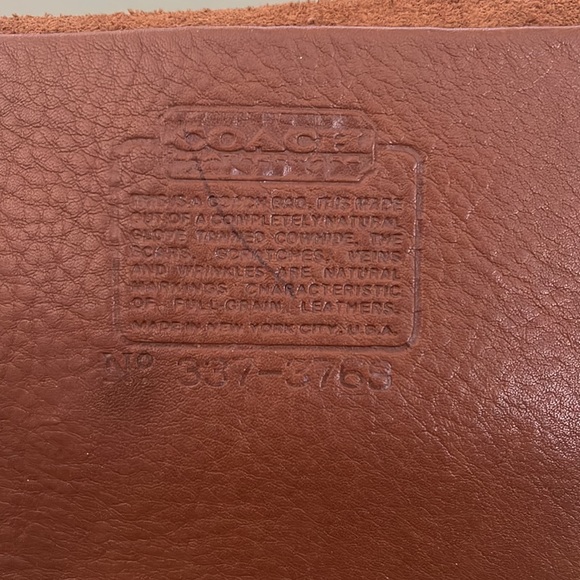 COACH
THIS IS A COACH BAG. IT IS MADE
OUT OF A COMPLETELY NATURAL
GLOVE TANNED COWHIDE. THE
SCARS, SCRATCHES, VEINS
AND WRINKLES ARE NATURAL
MARKINGS CHARACTERISTIC
OF FULL GRAIN LEATHERS.
MADE IN NEW YORK CITY, U.S.A.
Nº 337-3763